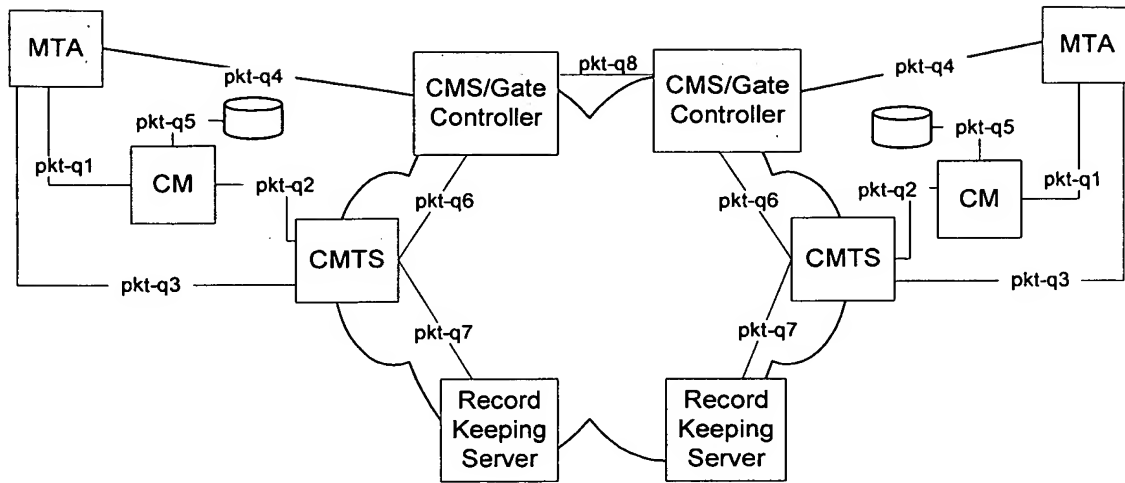 MTA
MTA
pkt-q8
pkt-q4
CMS/Gate
Controller
CMS/Gate
Controller
pkt-q4
pkt-q5
pkt-q5
pkt-q1
CM
pkt-q2
pkt-q6
pkt-q6
pkt-q2
CM
pkt-q1
CMTS
CMTS
pkt-q3
pkt-q3
pkt-q7
pkt-q7
Record
Keeping
Server
Record
Keeping
Server